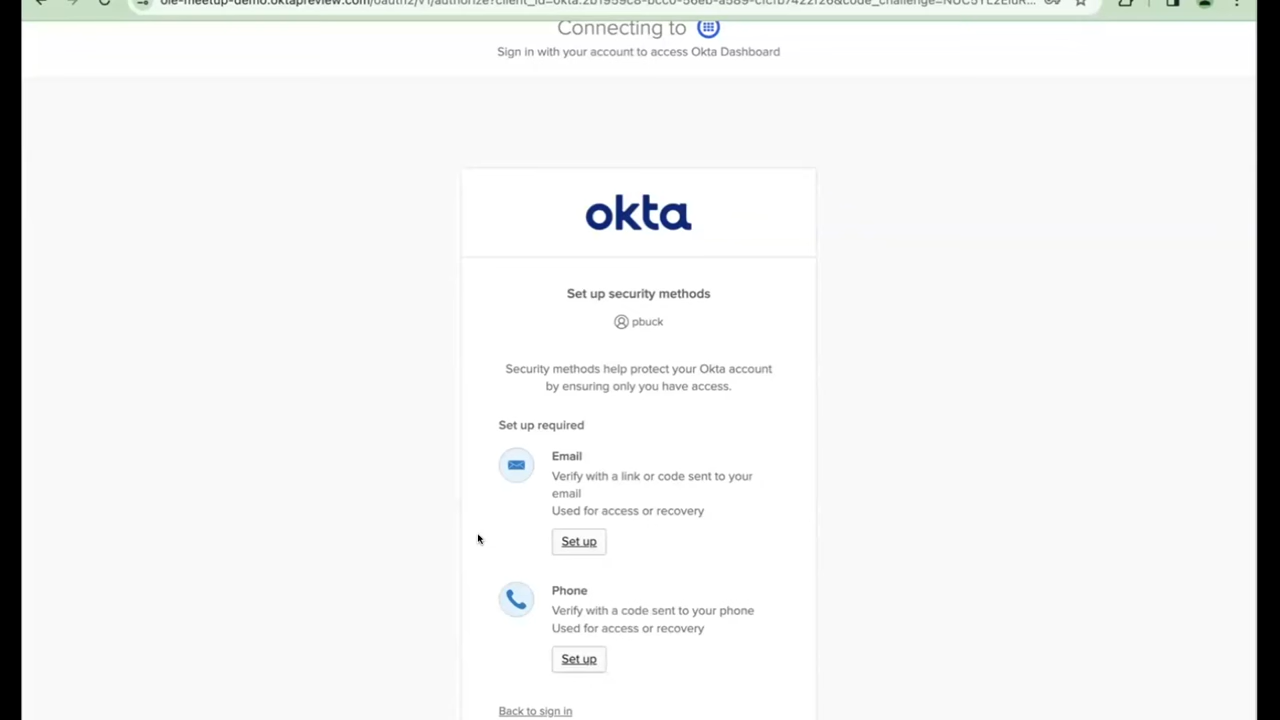 Connecting to
Sign in with your account to access Okta Dashboard
okta
Set up security methods
pbuck
Security methods help protect your Okta account
by ensuring only you have access.
Set up required
Email
Verify with a link or code sent to your
email
Used for access or recovery
Set up
Phone
Verify with a code sent to your phone
Used for access or recovery
Set up
Back to sign in